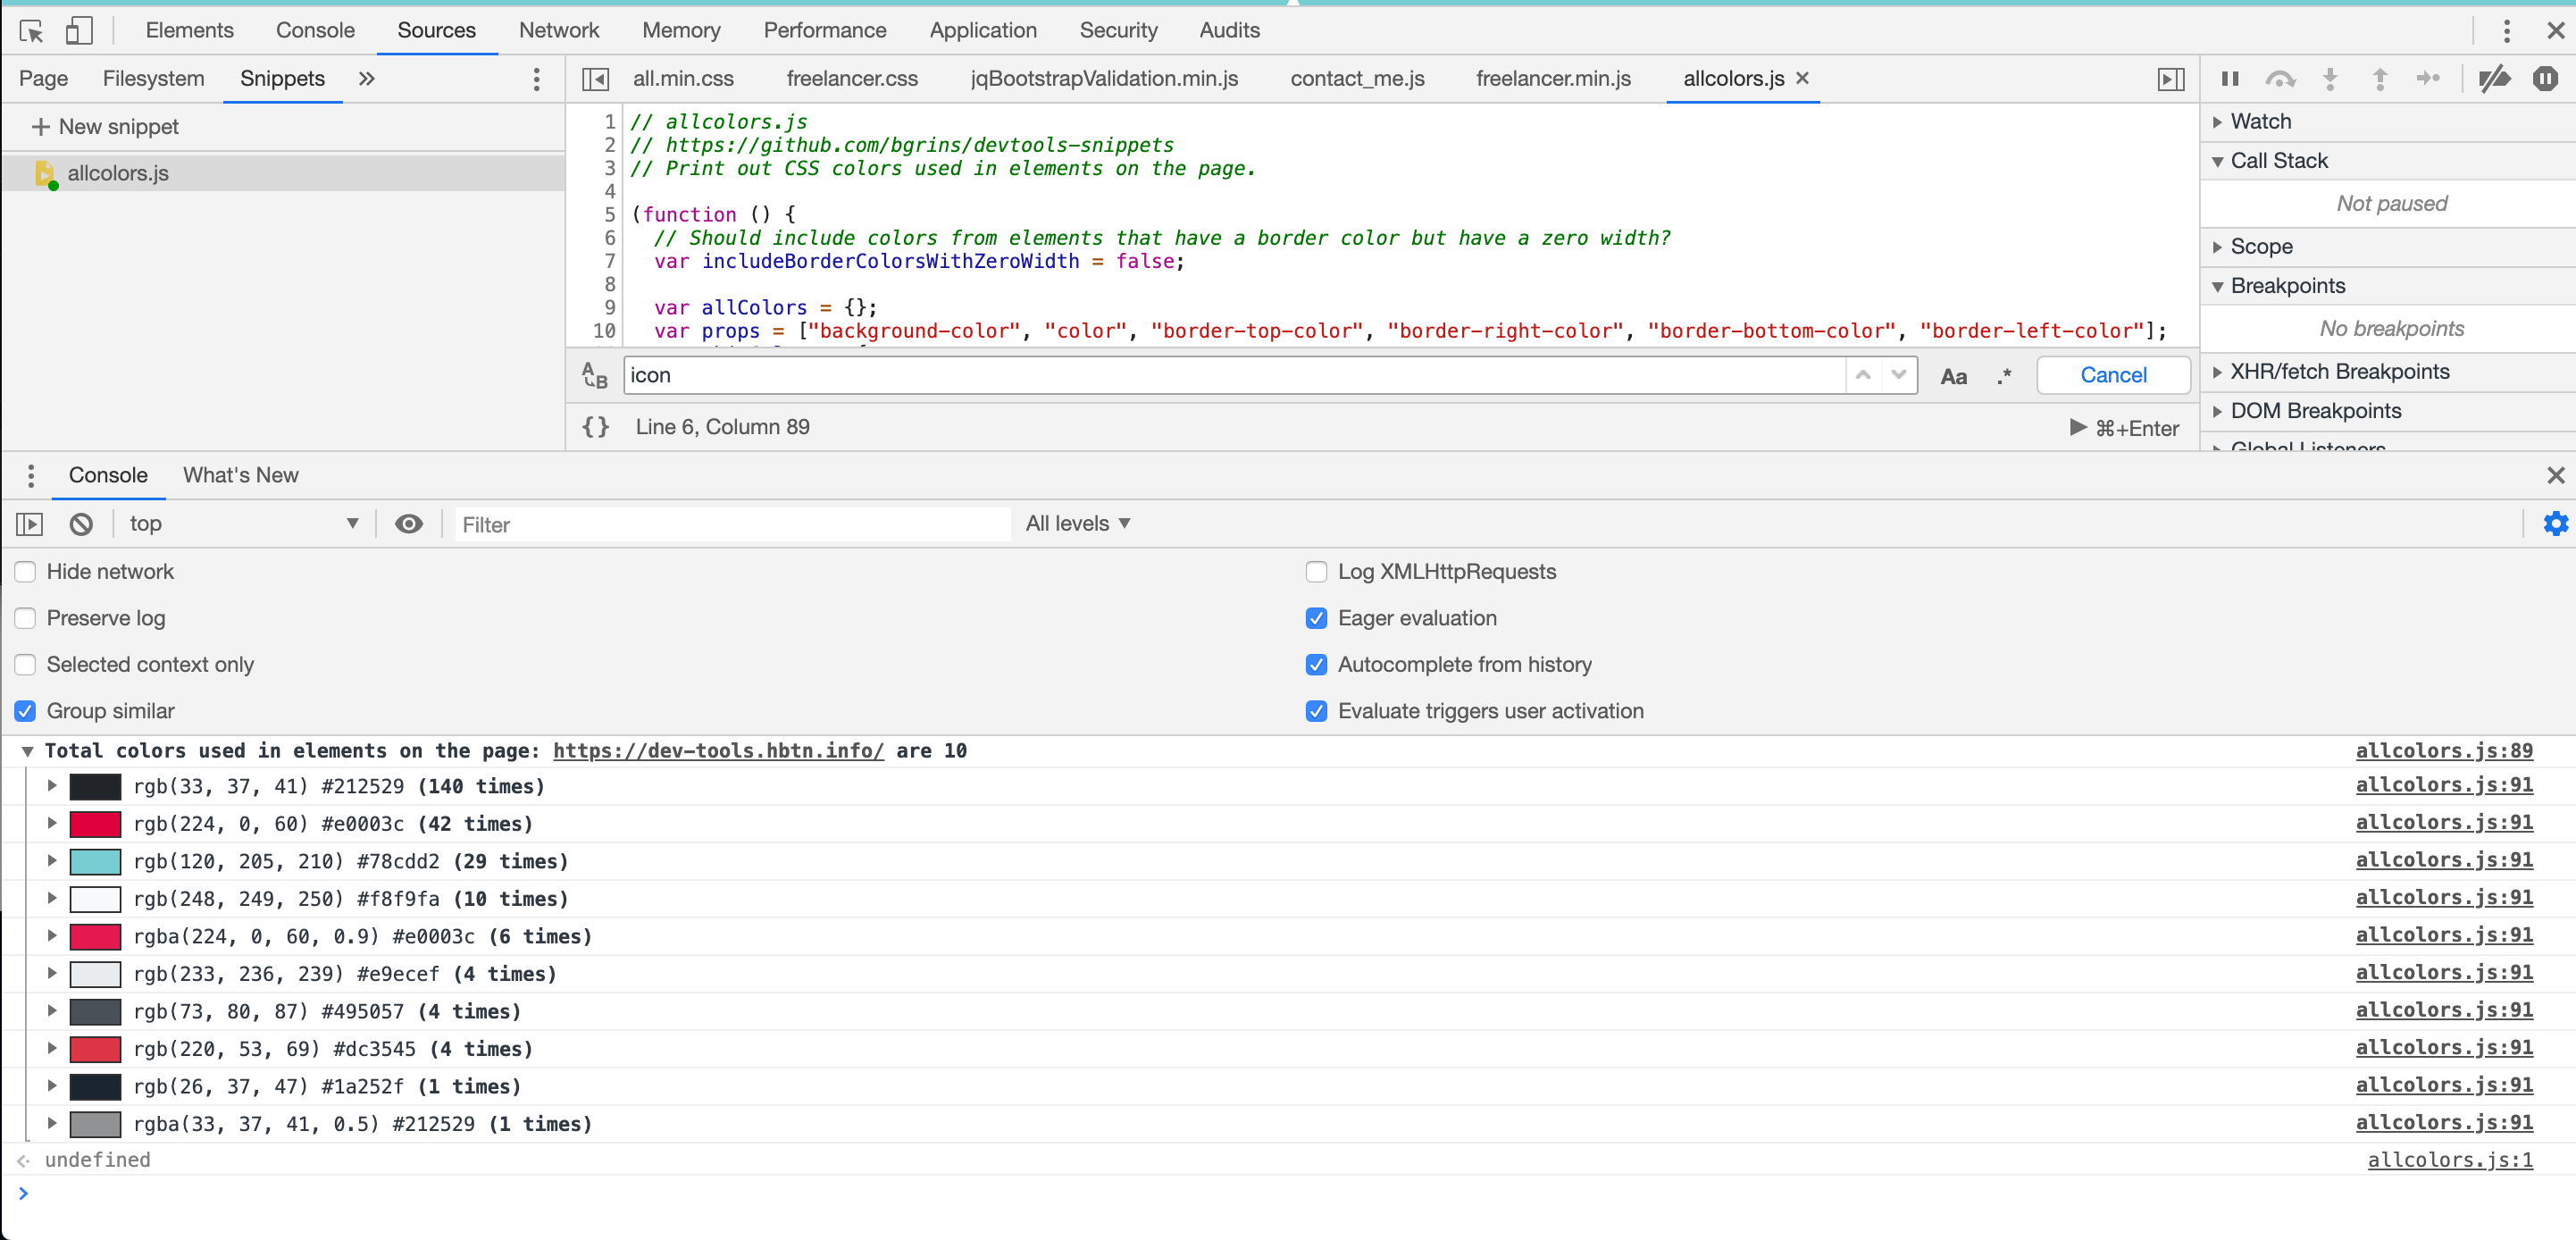 Elements Console Sources Network Memory Performance Application Security Audits
Page Filesystem Snippets
all.min.css freelancer.css jqBootstrapValidation.min.js contact_me.js freelancer.min.js allcolors.js
New snippet
allcolors.js
1 // allcolors.js
2 // https://github.com/bgrins/devtools-snippets
3 // Print out CSS colors used in elements on the page.
4
5 (function () {
6 // Should include colors from elements that have a border color but have a zero width?
7 var includeBorderColorsWithZeroWidth = false;
8
9 var allColors = {};
10 var props = ["background-color", "color", "border-top-color", "border-right-color", "border-bottom-color", "border-left-color"];
icon
Aa .* Cancel
{} Line 6, Column 89
⌘+Enter
Watch
Call Stack
Not paused
Scope
Breakpoints
No breakpoints
XHR/fetch Breakpoints
DOM Breakpoints
Global Listeners
Console What's New
top Filter All levels
Hide network Log XMLHttpRequests
Preserve log Eager evaluation
Selected context only Autocomplete from history
Group similar Evaluate triggers user activation
Total colors used in elements on the page: https://dev-tools.hbtn.info/ are 10 allcolors.js:89
rgb(33, 37, 41) #212529 (140 times) allcolors.js:91
rgb(224, 0, 60) #e0003c (42 times) allcolors.js:91
rgb(120, 205, 210) #78cdd2 (29 times) allcolors.js:91
rgb(248, 249, 250) #f8f9fa (10 times) allcolors.js:91
rgba(224, 0, 60, 0.9) #e0003c (6 times) allcolors.js:91
rgb(233, 236, 239) #e9ecef (4 times) allcolors.js:91
rgb(73, 80, 87) #495057 (4 times) allcolors.js:91
rgb(220, 53, 69) #dc3545 (4 times) allcolors.js:91
rgb(26, 37, 47) #1a252f (1 times) allcolors.js:91
rgba(33, 37, 41, 0.5) #212529 (1 times) allcolors.js:91
undefined allcolors.js:1